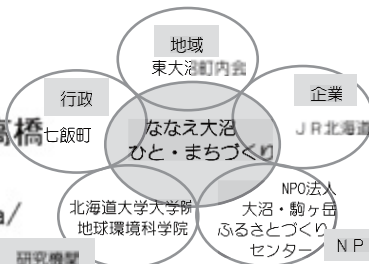 地域
東大沼町内会
行政
七飯町
企業
JR北海道
ななえ大沼
ひと・まちづくり
高橋
a/
北海道大学大学院
地球環境科学院
研究機関
NPO法人
大沼・駒ヶ岳
ふるさとづくり
センター
NP